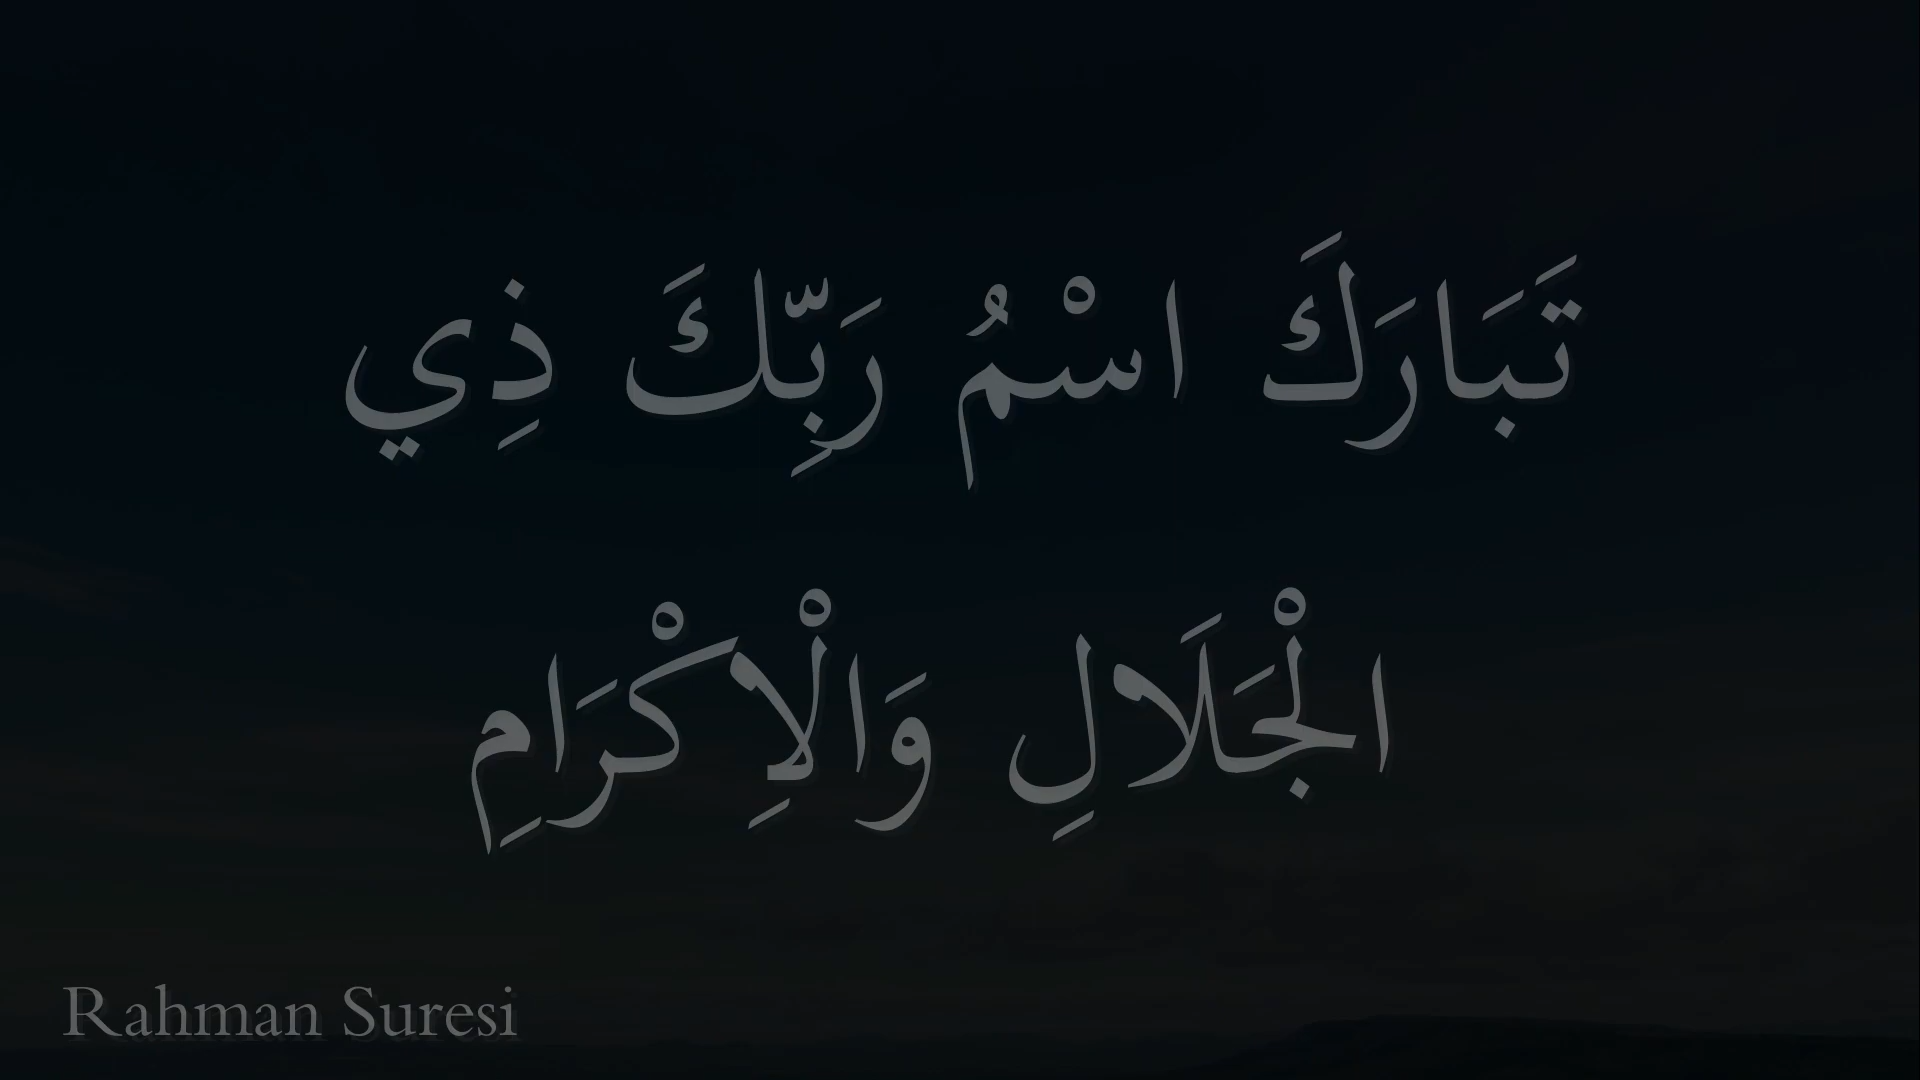 تَبَارَكَ اسْمُ رَبِّكَ ذِي
الْجَلَالِ وَالْاِكْرَامِ
Rahman Suresi